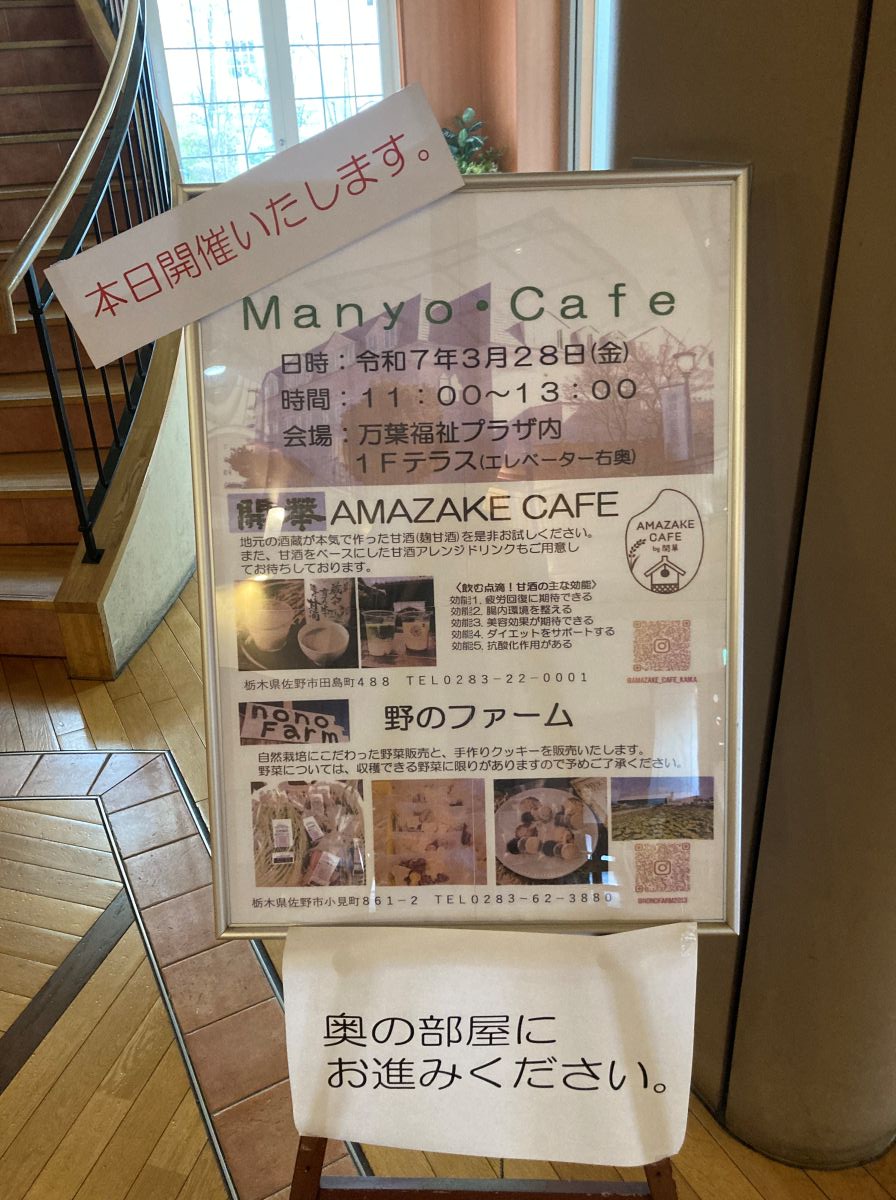 本日開催いたします。
Manyo・Cafe
日時：令和7年3月28日(金)
時間：11：00～13：00
会場：万葉福祉プラザ内
1Fテラス(エレベーター右奥)
開華 AMAZAKE CAFE
地元の酒蔵が本気で作った甘酒(麹甘酒)を是非お試しください。
また、甘酒をベースにした甘酒アレンジドリンクもご用意し
てお待ちしております。
AMAZAKE
CAFE
by 開華
〈飲む点滴！甘酒の主な効能〉
効能1. 疲労回復に期待できる
効能2. 腸内環境を整える
効能3. 美容効果が期待できる
効能4. ダイエットをサポートする
効能5. 抗酸化作用がある
@AMAZAKE_CAFE_KAIKA
栃木県佐野市田島町488 TEL0283-22-0001
nono
Farm
野のファーム
自然栽培にこだわった野菜販売と、手作りクッキーを販売いたします。
野菜については、収穫できる野菜に限りがありますので予めご了承ください。
@NONOFARM2013
栃木県佐野市小見町861-2 TEL0283-62-3880
奥の部屋に
お進みください。